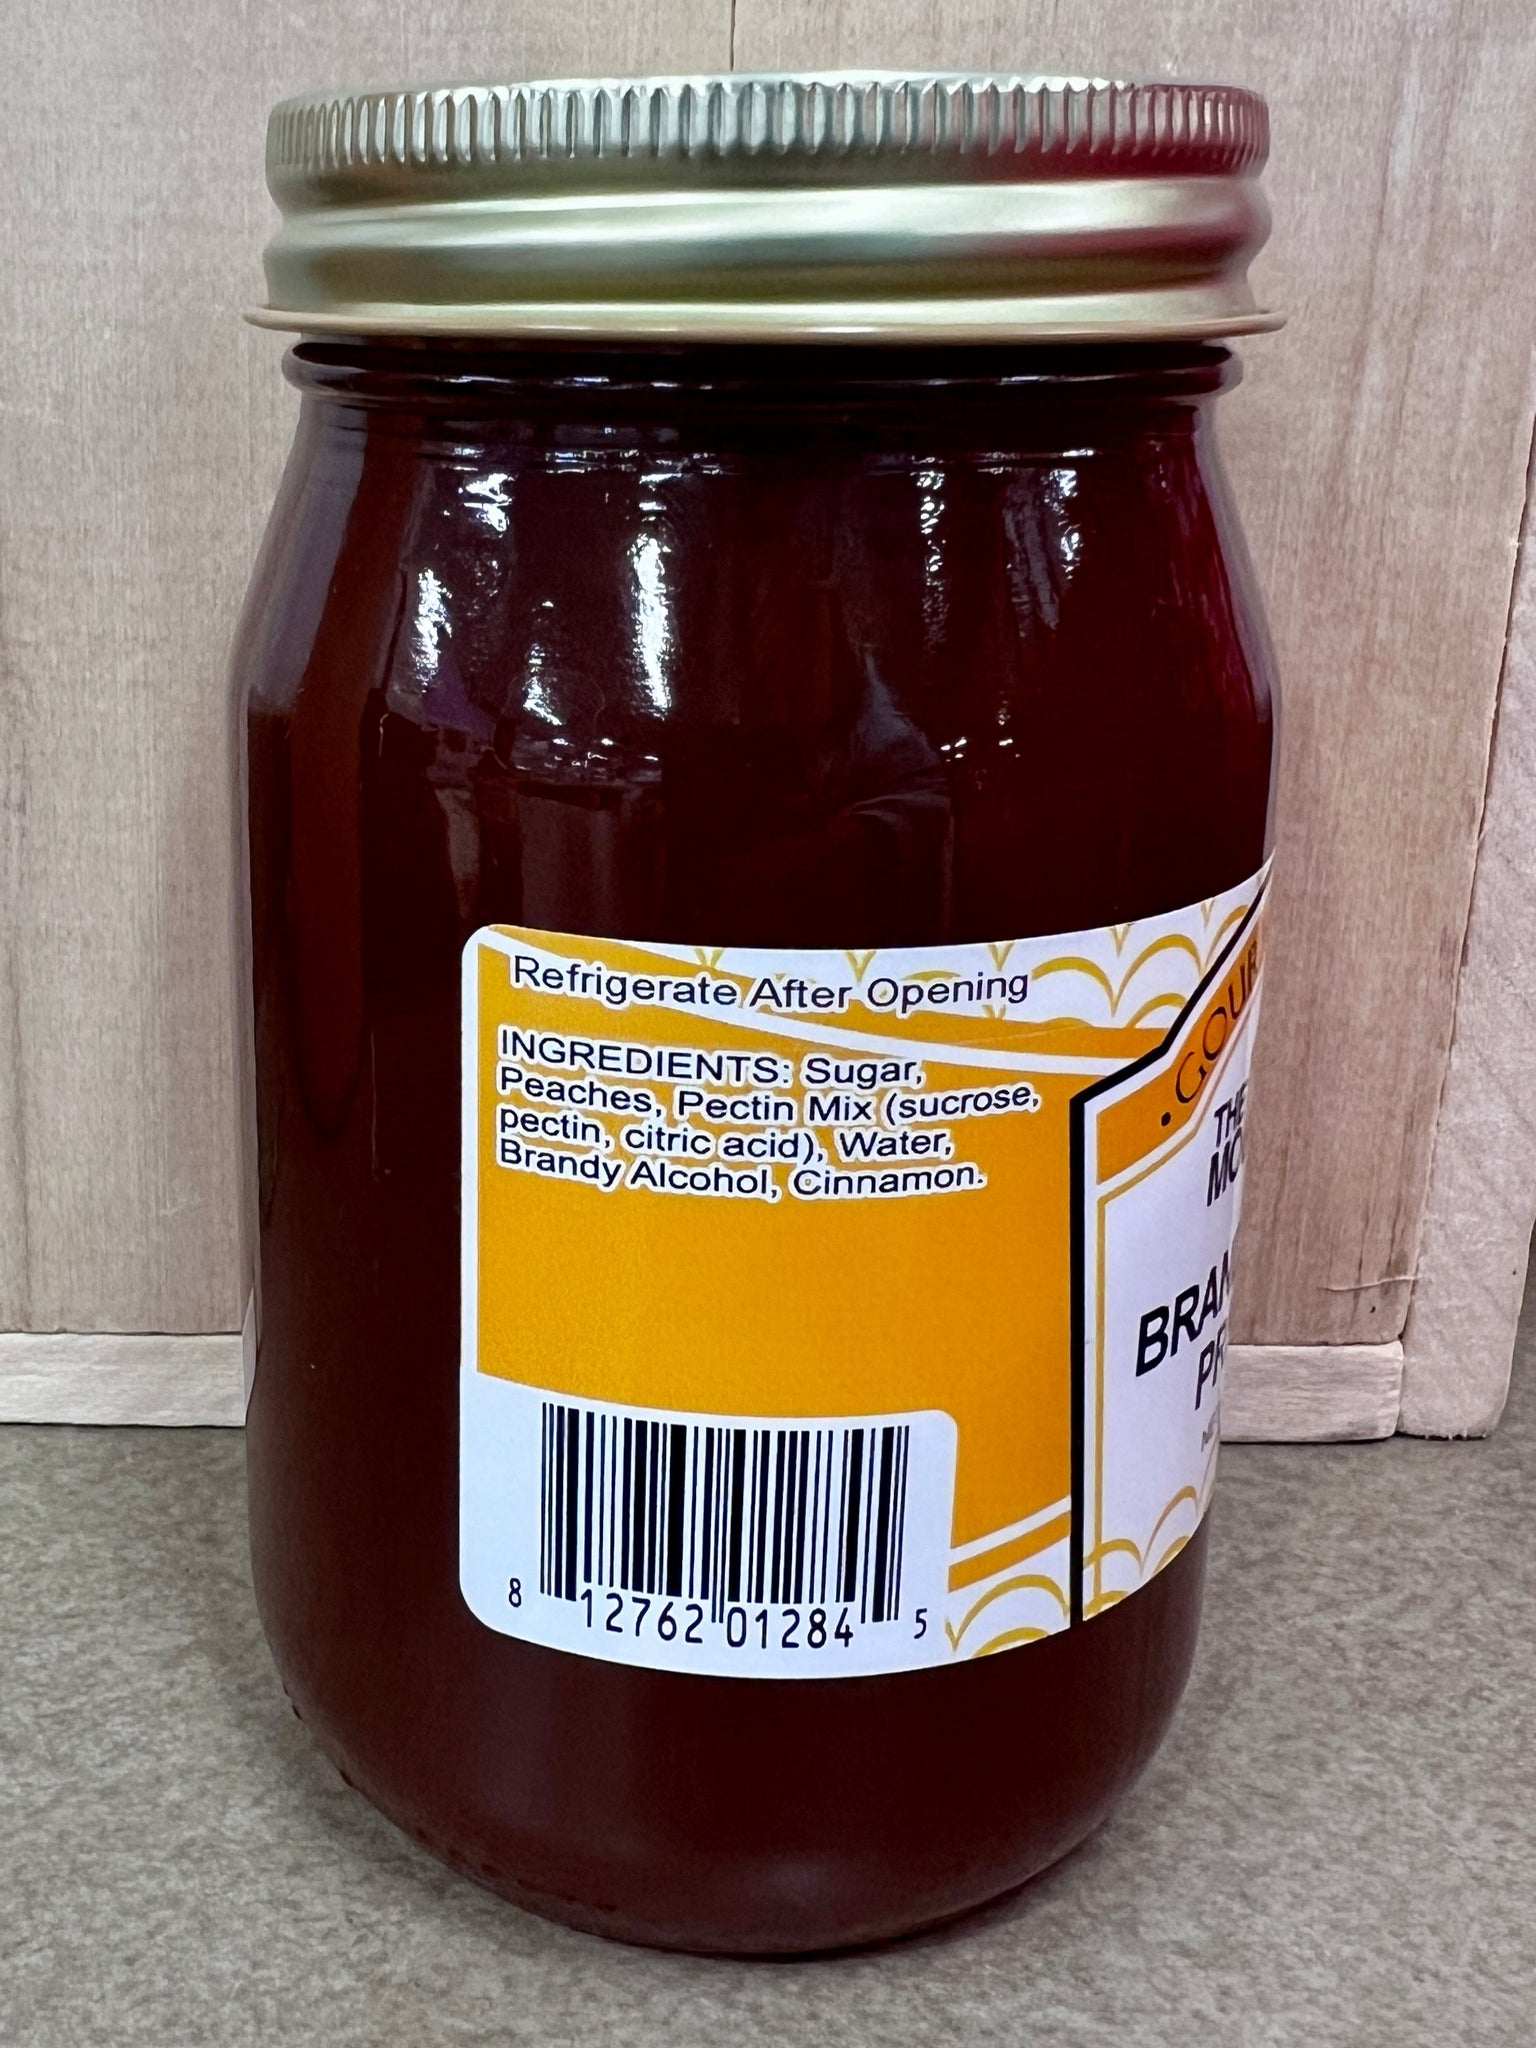 Refrigerate After Opening
INGREDIENTS: Sugar,
Peaches, Pectin Mix (sucrose,
pectin, citric acid), Water,
Brandy Alcohol, Cinnamon.
8 12762 01284 5
THE